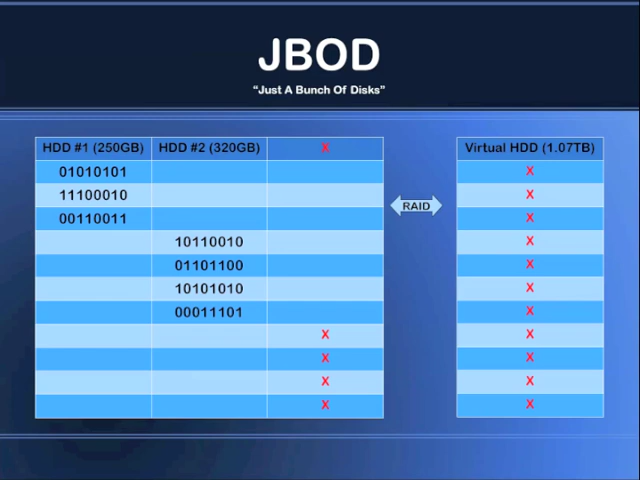 JBOD
“Just A Bunch Of Disks”
HDD #1 (250GB) HDD #2 (320GB) X Virtual HDD (1.07TB)
01010101 X
11100010 X
RAID
00110011 X
10110010 X
01101100 X
10101010 X
00011101 X
X X
X X
X X
X X